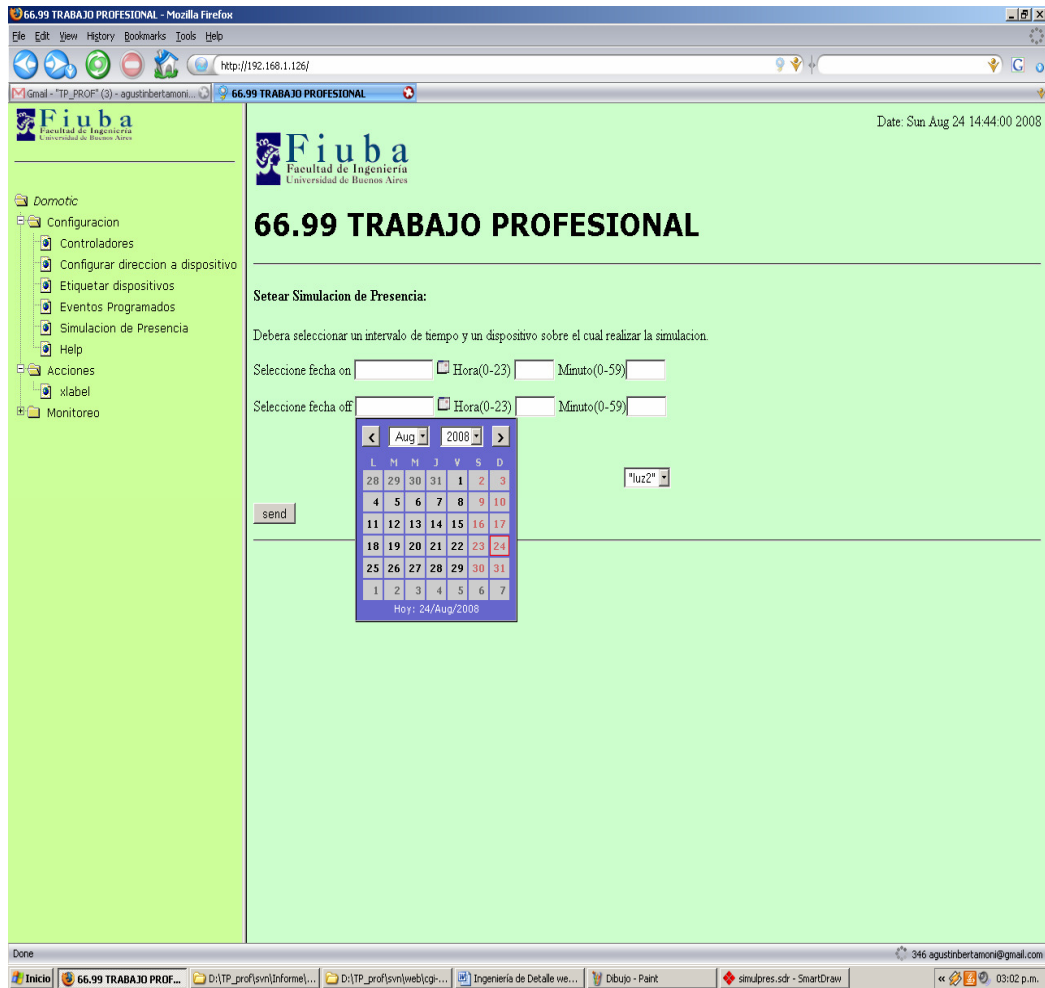 66.99 TRABAJO PROFESIONAL - Mozilla Firefox
File Edit View History Bookmarks Tools Help
http://192.168.1.126/
G
Gmail - "TP_PROF" (3) - agustinbertamoni...
66.99 TRABAJO PROFESIONAL
Fiuba
Facultad de Ingeniería
Universidad de Buenos Aires
Domotic
Configuracion
Controladores
Configurar direccion a dispositivo
Etiquetar dispositivos
Eventos Programados
Simulacion de Presencia
Help
Acciones
xlabel
Monitoreo
Date: Sun Aug 24 14:44:00 2008
Fiuba
Facultad de Ingeniería
Universidad de Buenos Aires
66.99 TRABAJO PROFESIONAL
Setear Simulacion de Presencia:
Debera seleccionar un intervalo de tiempo y un dispositivo sobre el cual realizar la simulacion.
Seleccione fecha on Hora(0-23) Minuto(0-59)
Seleccione fecha off Hora(0-23) Minuto(0-59)
< Aug 2008 >
L M M J V S D
28 29 30 31 1 2 3
4 5 6 7 8 9 10
11 12 13 14 15 16 17
18 19 20 21 22 23 24
25 26 27 28 29 30 31
1 2 3 4 5 6 7
Hoy: 24/Aug/2008
"luz2"
send
Done
346 agustinbertamoni@gmail.com
Inicio
66.99 TRABAJO PROF...
D:\TP_prof\svn\Informe\...
D:\TP_prof\svn\web\cgi-...
Ingeniería de Detalle we...
Dibujo - Paint
simulpres.sdr - SmartDraw
« 03:02 p.m.